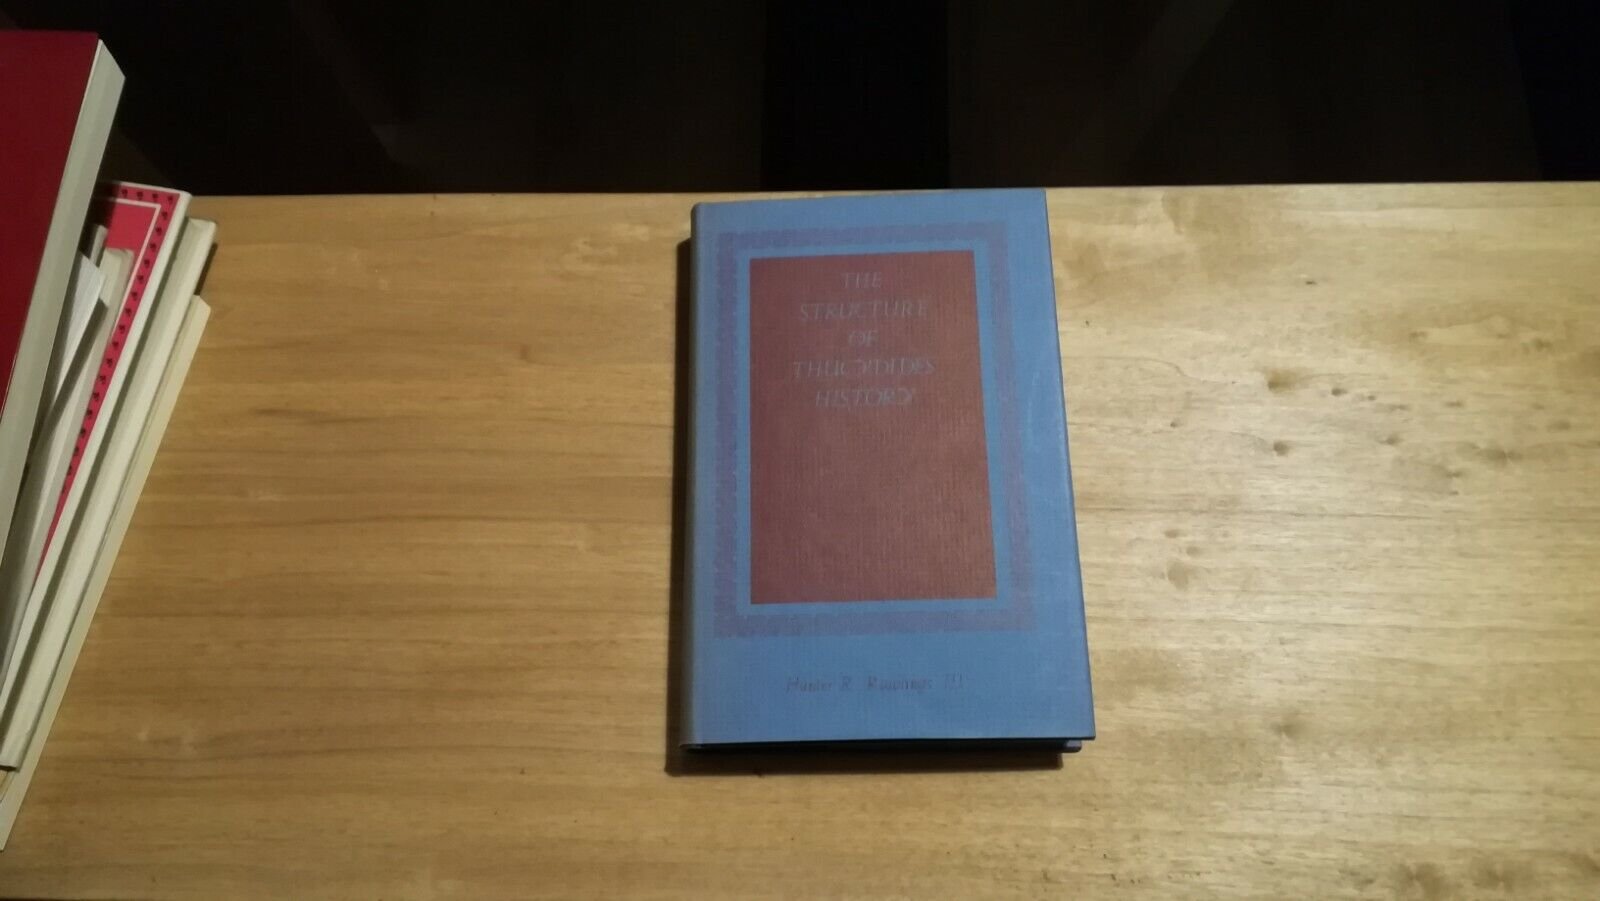 THE
STRUCTURE
OF
THUCYDIDES
HISTORY
Hunter R. Rawlings III